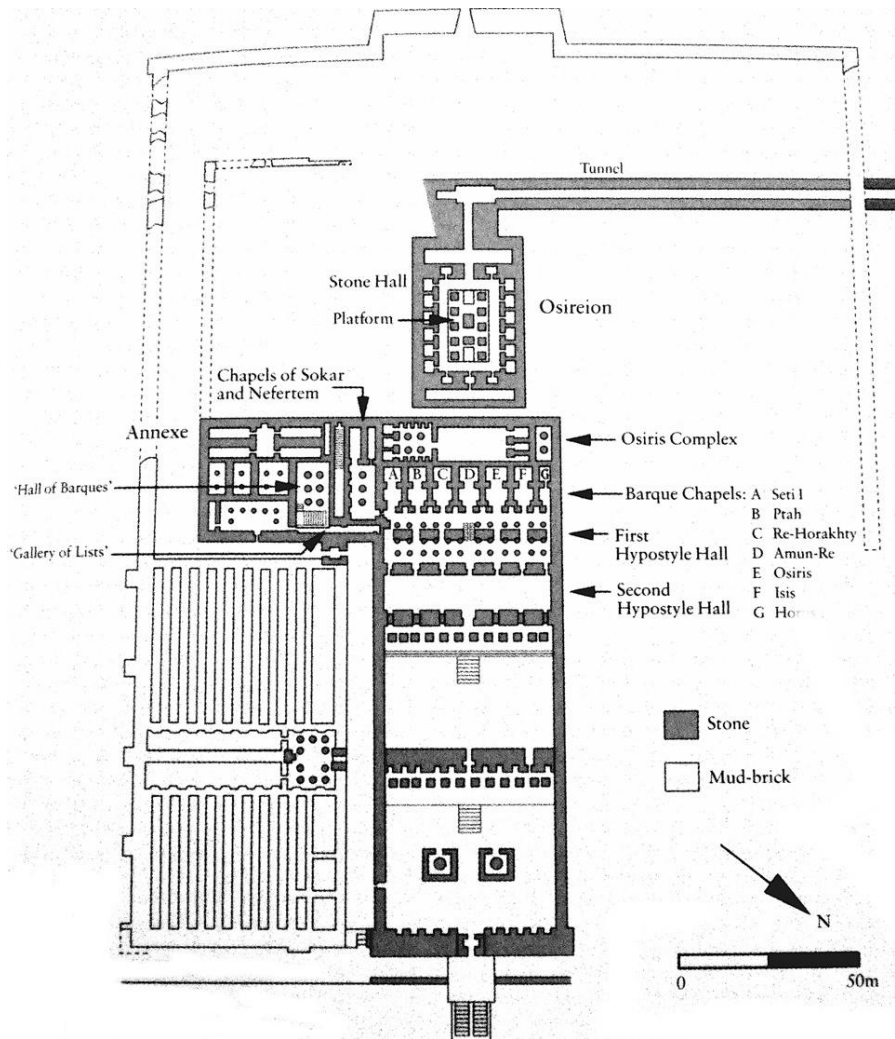 Tunnel
Stone Hall
Platform
Osireion
Chapels of Sokar
and Nefertem
Annexe
Osiris Complex
A B C D E F G
'Hall of Barques'
Barque Chapels: A Seti I
B Ptah
C Re-Horakhty
D Amun-Re
E Osiris
F Isis
G
First
Hypostyle Hall
'Gallery of Lists'
Second
Hypostyle Hall
Stone
Mud-brick
N
0 50m